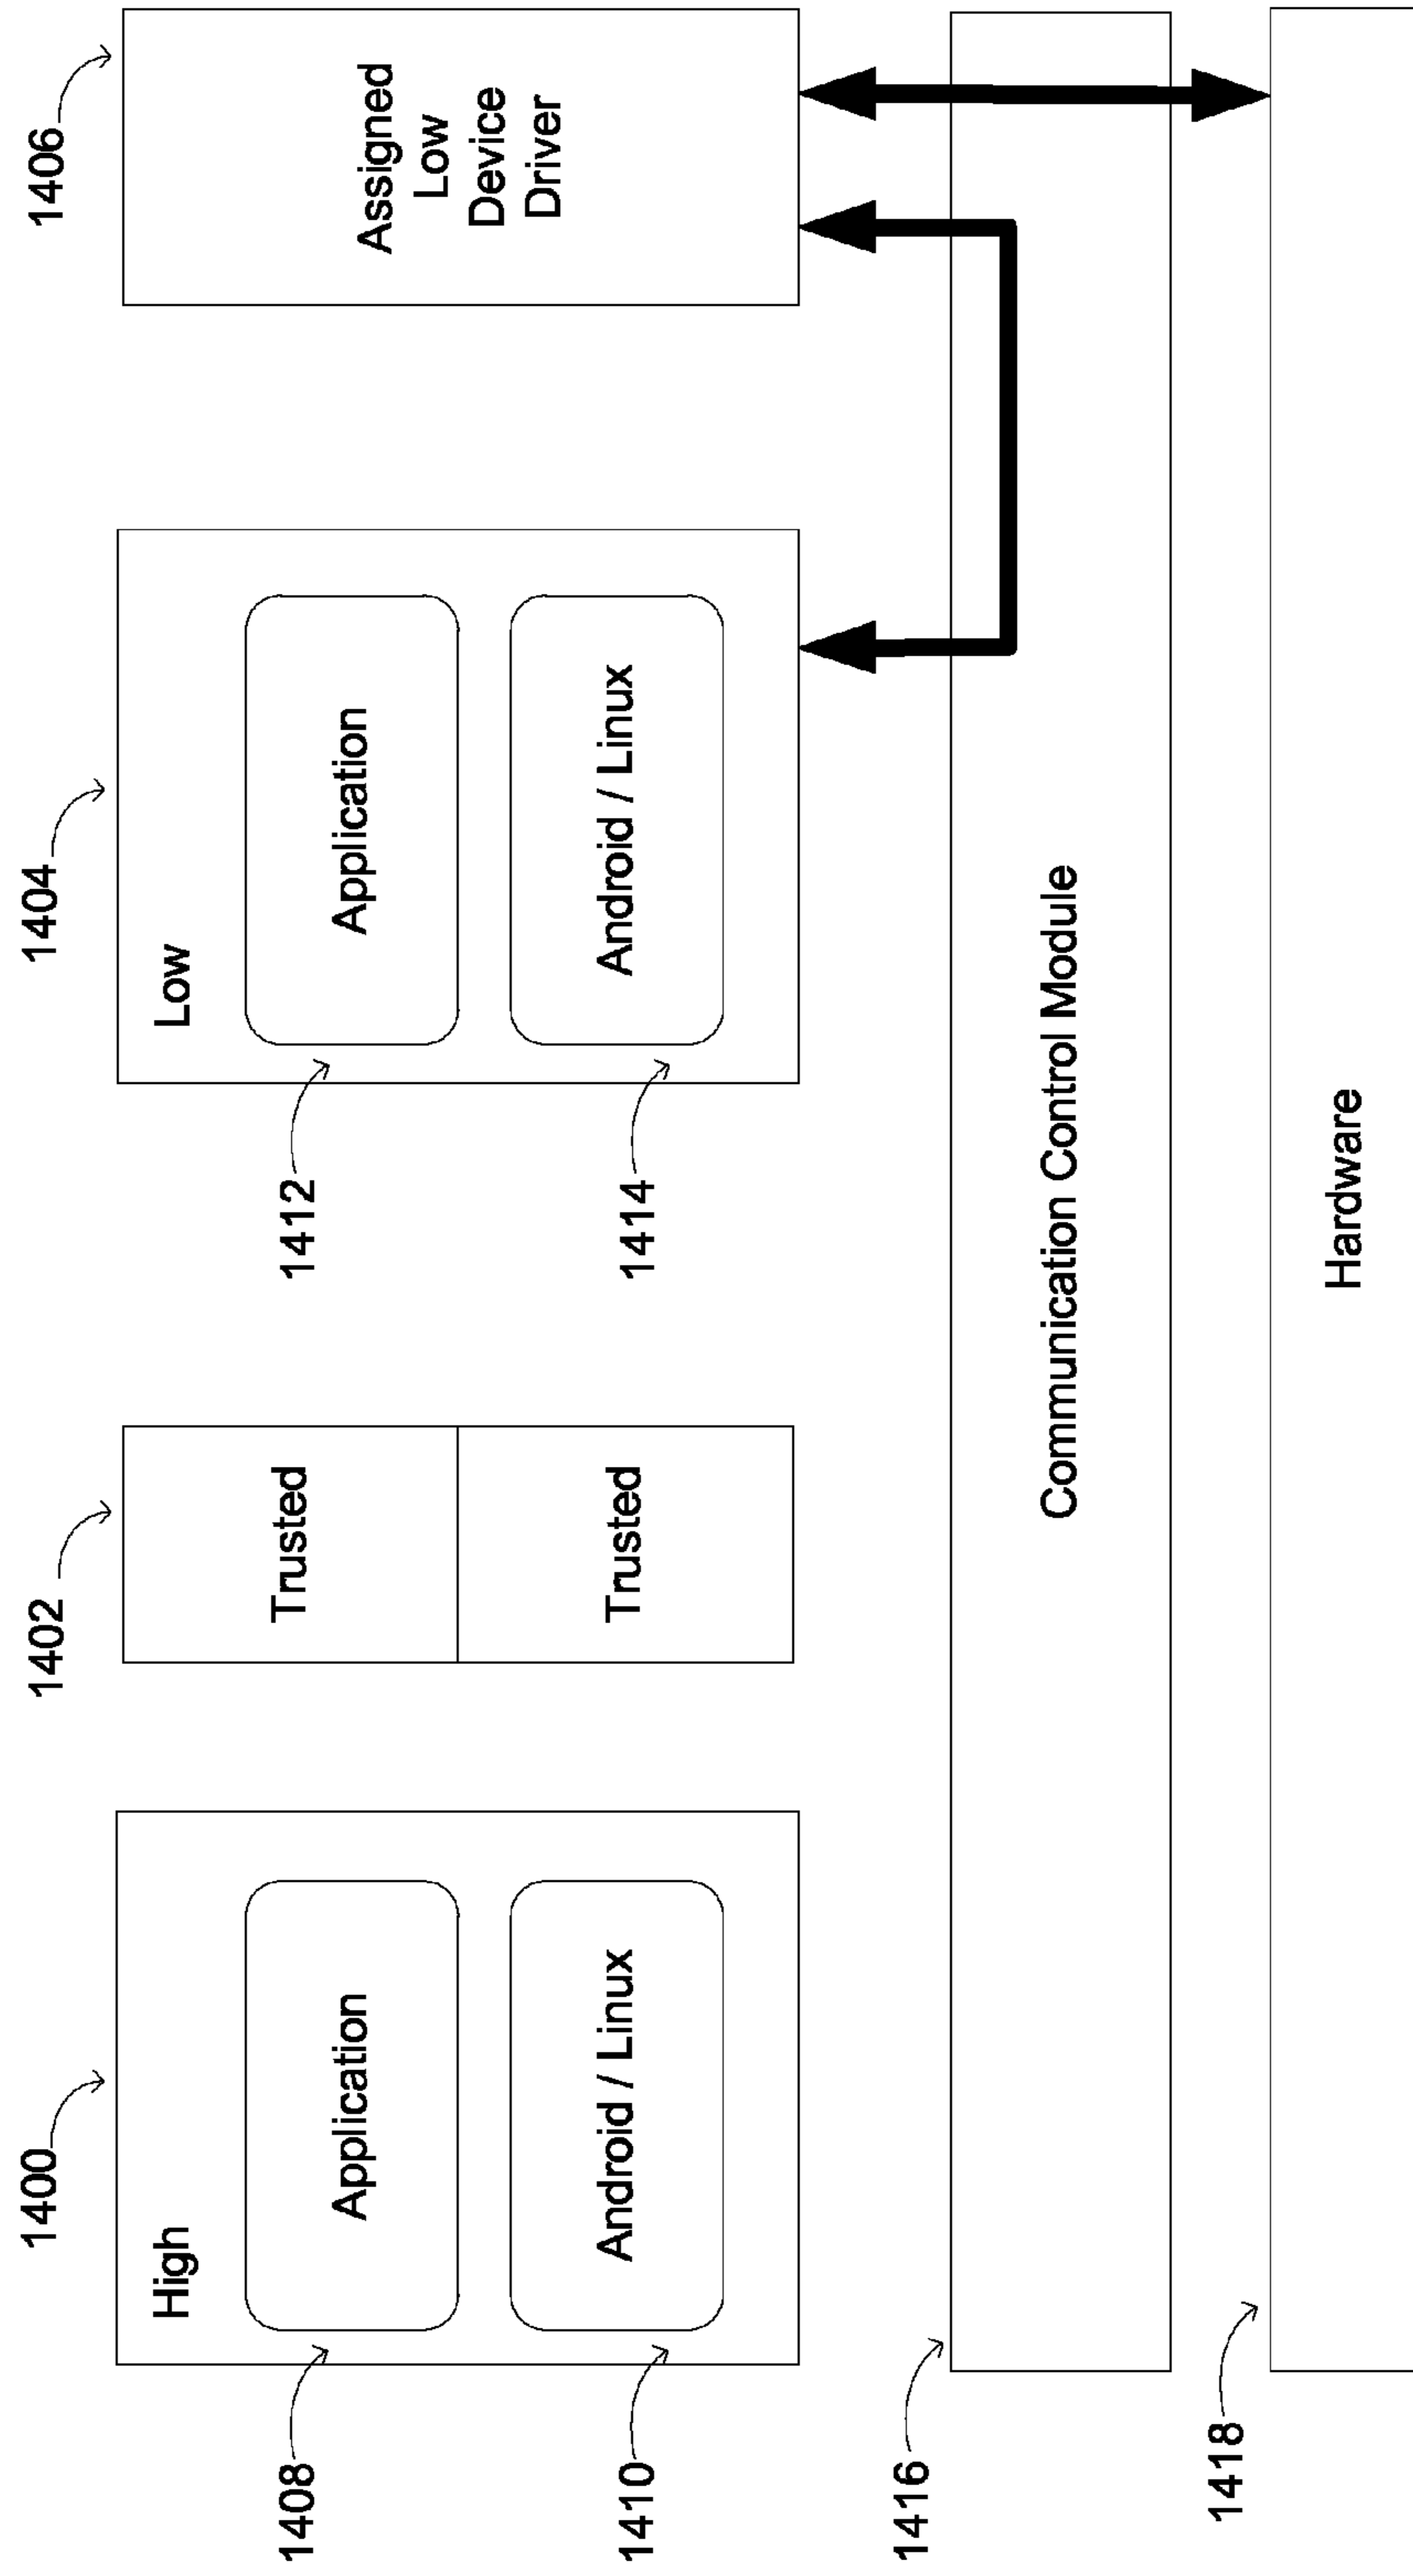 1400
1402
1404
1406
High
Low
Application
Android / Linux
Trusted
Trusted
Application
Android / Linux
Assigned
Low
Device
Driver
1408
1410
1412
1414
1416
Communication Control Module
1418
Hardware